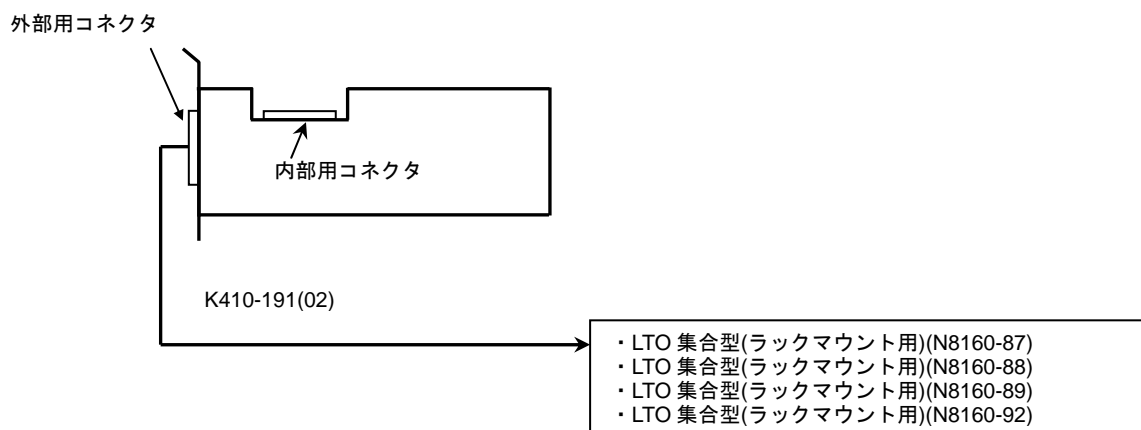 外部用コネクタ
内部用コネクタ
K410-191(02)
・LTO 集合型(ラックマウント用)(N8160-87)
・LTO 集合型(ラックマウント用)(N8160-88)
・LTO 集合型(ラックマウント用)(N8160-89)
・LTO 集合型(ラックマウント用)(N8160-92)